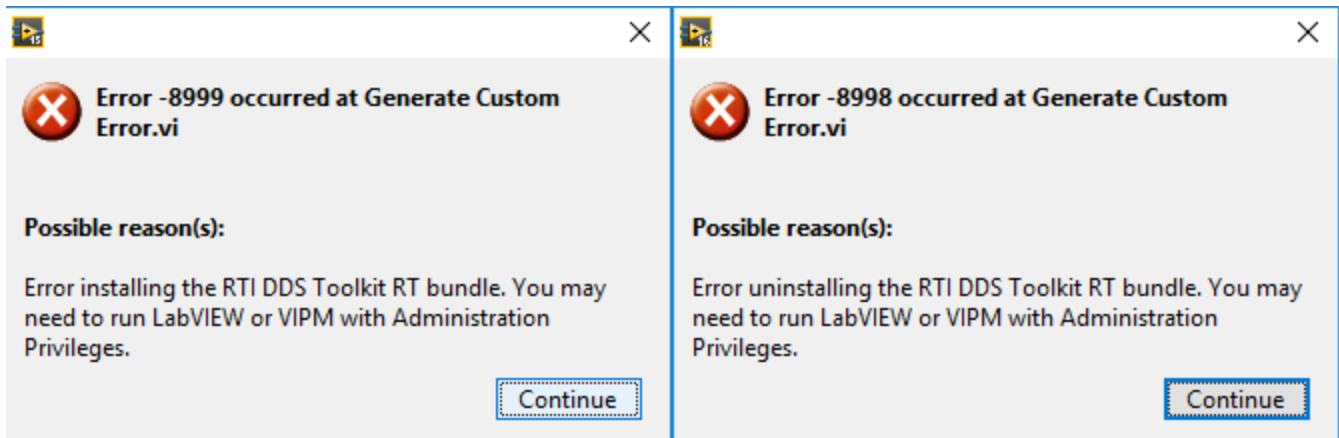 15
Error -8999 occurred at Generate Custom
Error.vi
Possible reason(s):
Error installing the RTI DDS Toolkit RT bundle. You may
need to run LabVIEW or VIPM with Administration
Privileges.
Continue
16
Error -8998 occurred at Generate Custom
Error.vi
Possible reason(s):
Error uninstalling the RTI DDS Toolkit RT bundle. You may
need to run LabVIEW or VIPM with Administration
Privileges.
Continue